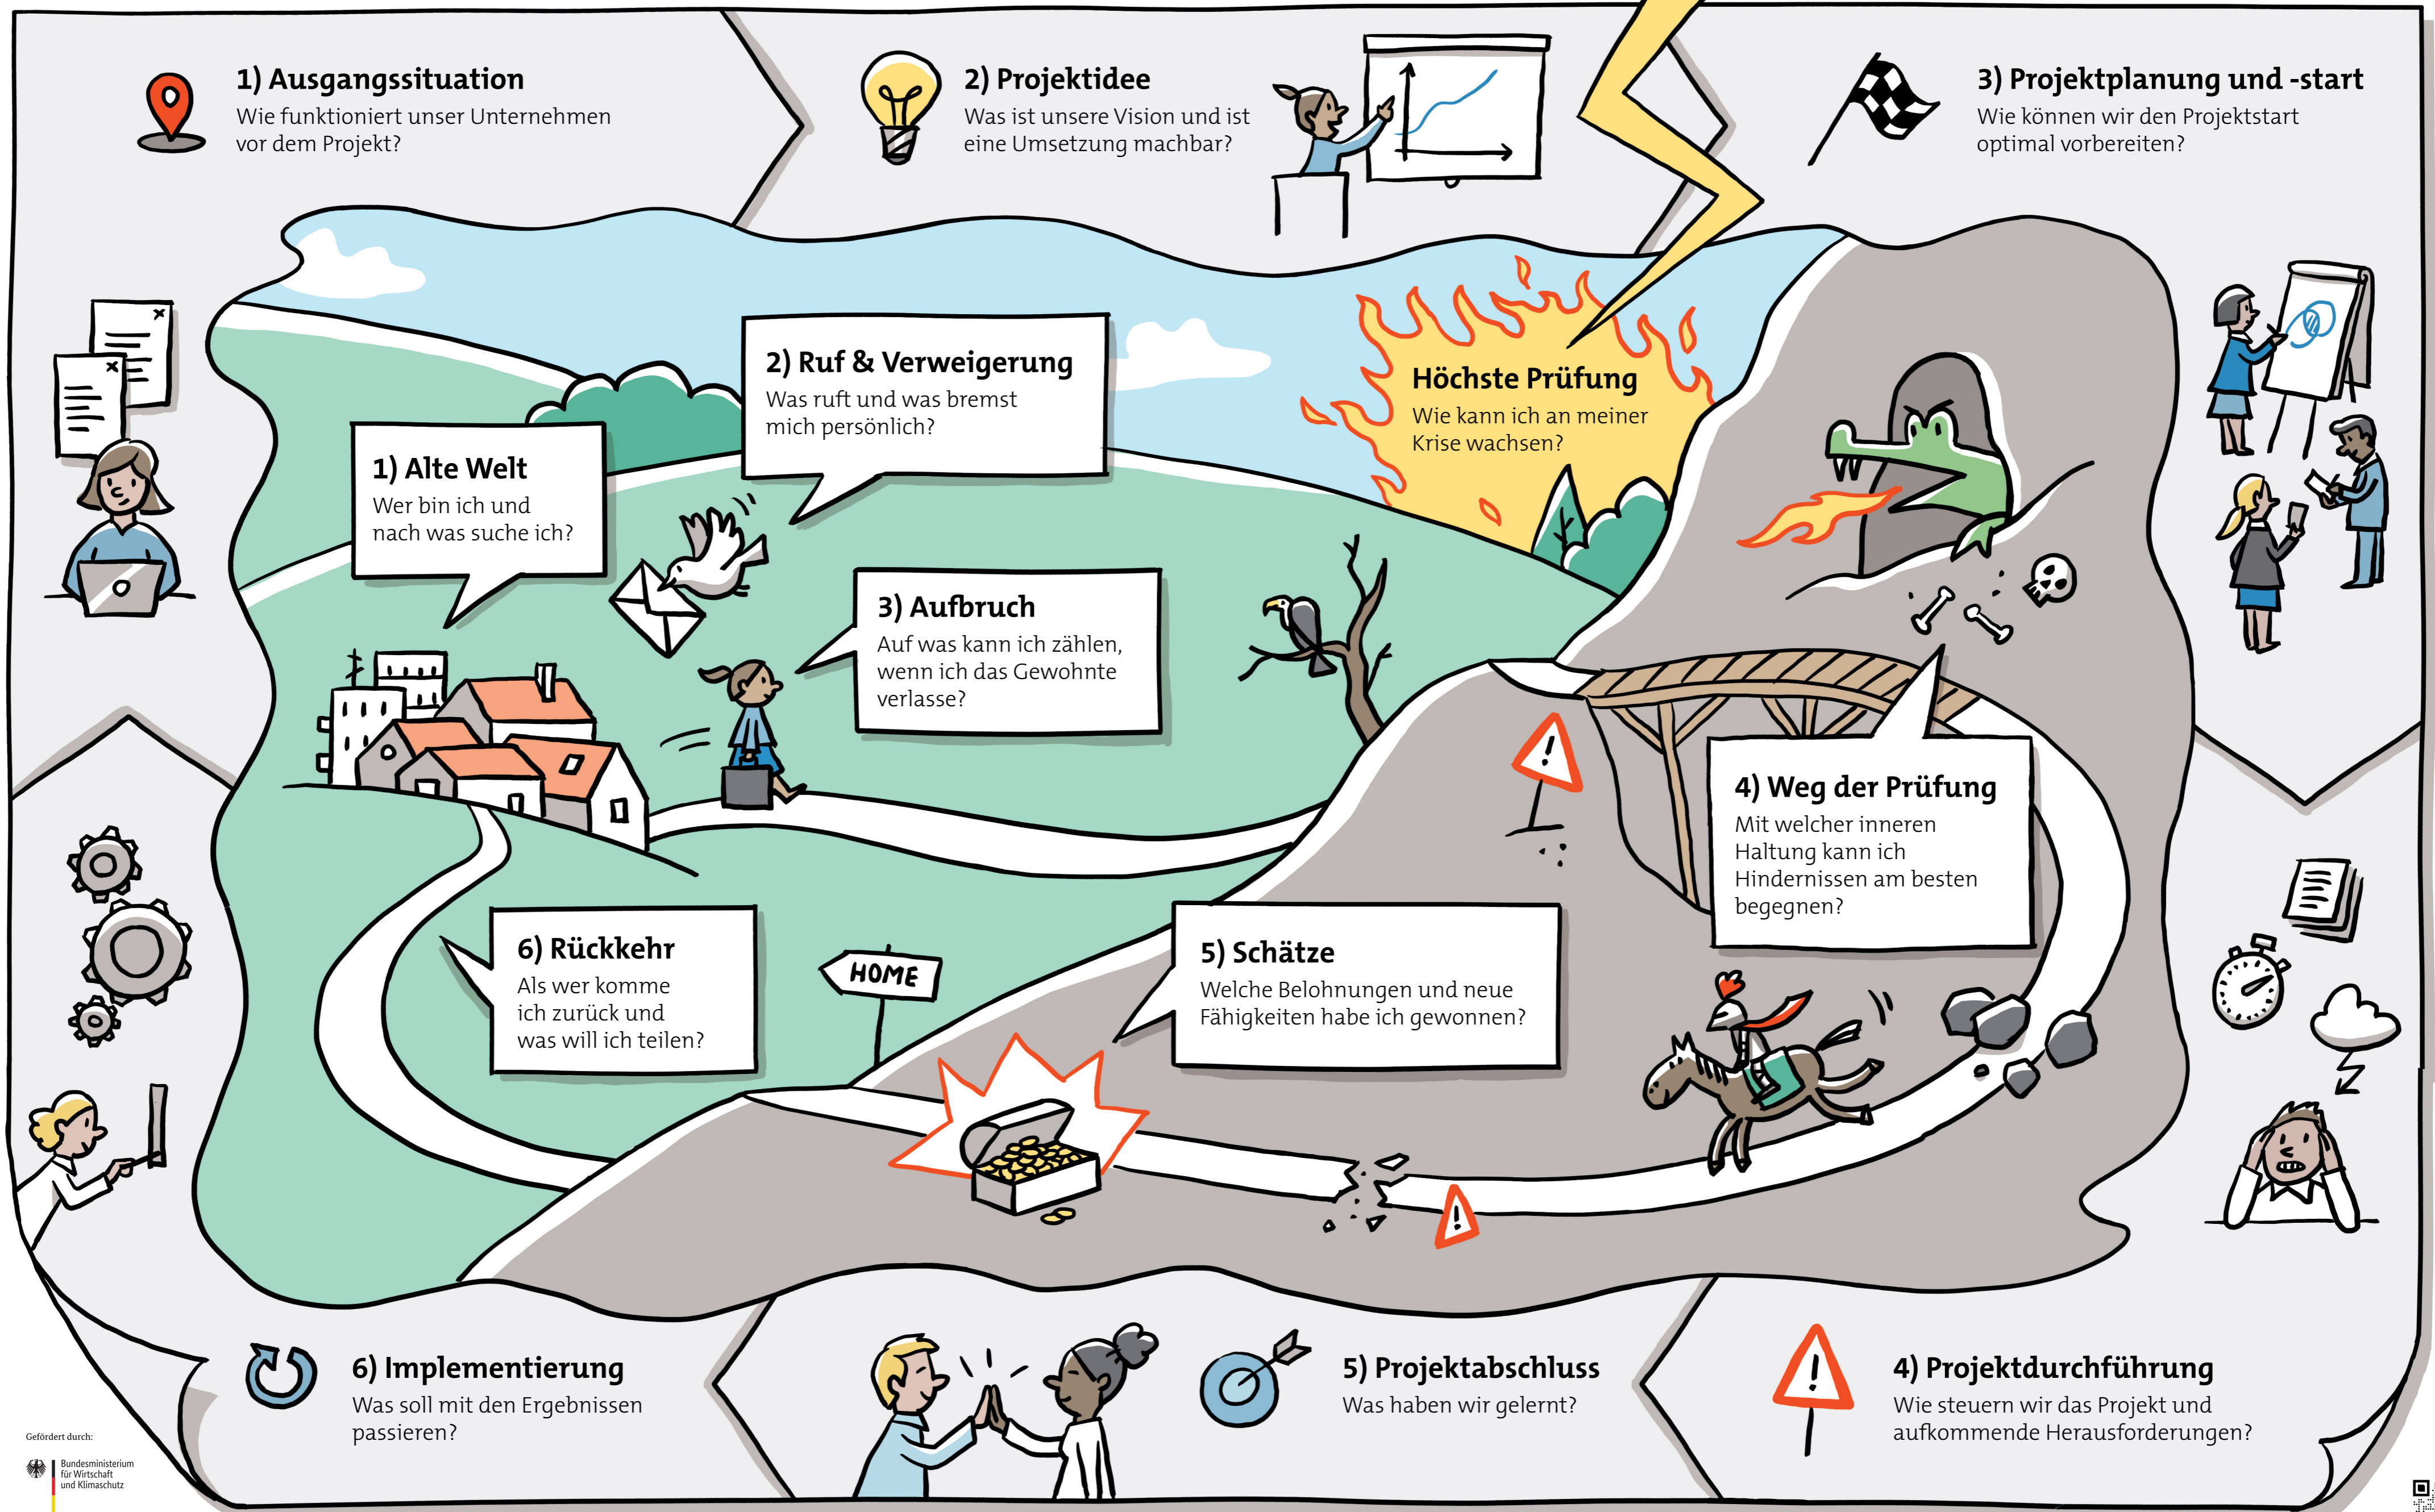 1) Ausgangssituation
Wie funktioniert unser Unternehmen
vor dem Projekt?
2) Projektidee
Was ist unsere Vision und ist
eine Umsetzung machbar?
3) Projektplanung und -start
Wie können wir den Projektstart
optimal vorbereiten?
1) Alte Welt
Wer bin ich und
nach was suche ich?
2) Ruf & Verweigerung
Was ruft und was bremst
mich persönlich?
Höchste Prüfung
Wie kann ich an meiner
Krise wachsen?
3) Aufbruch
Auf was kann ich zählen,
wenn ich das Gewohnte
verlasse?
4) Weg der Prüfung
Mit welcher inneren
Haltung kann ich
Hindernissen am besten
begegnen?
5) Schätze
Welche Belohnungen und neue
Fähigkeiten habe ich gewonnen?
6) Rückkehr
Als wer komme
ich zurück und
was will ich teilen?
HOME
!
!
6) Implementierung
Was soll mit den Ergebnissen
passieren?
5) Projektabschluss
Was haben wir gelernt?
!
4) Projektdurchführung
Wie steuern wir das Projekt und
aufkommende Herausforderungen?
Gefördert durch:
Bundesministerium
für Wirtschaft
und Klimaschutz